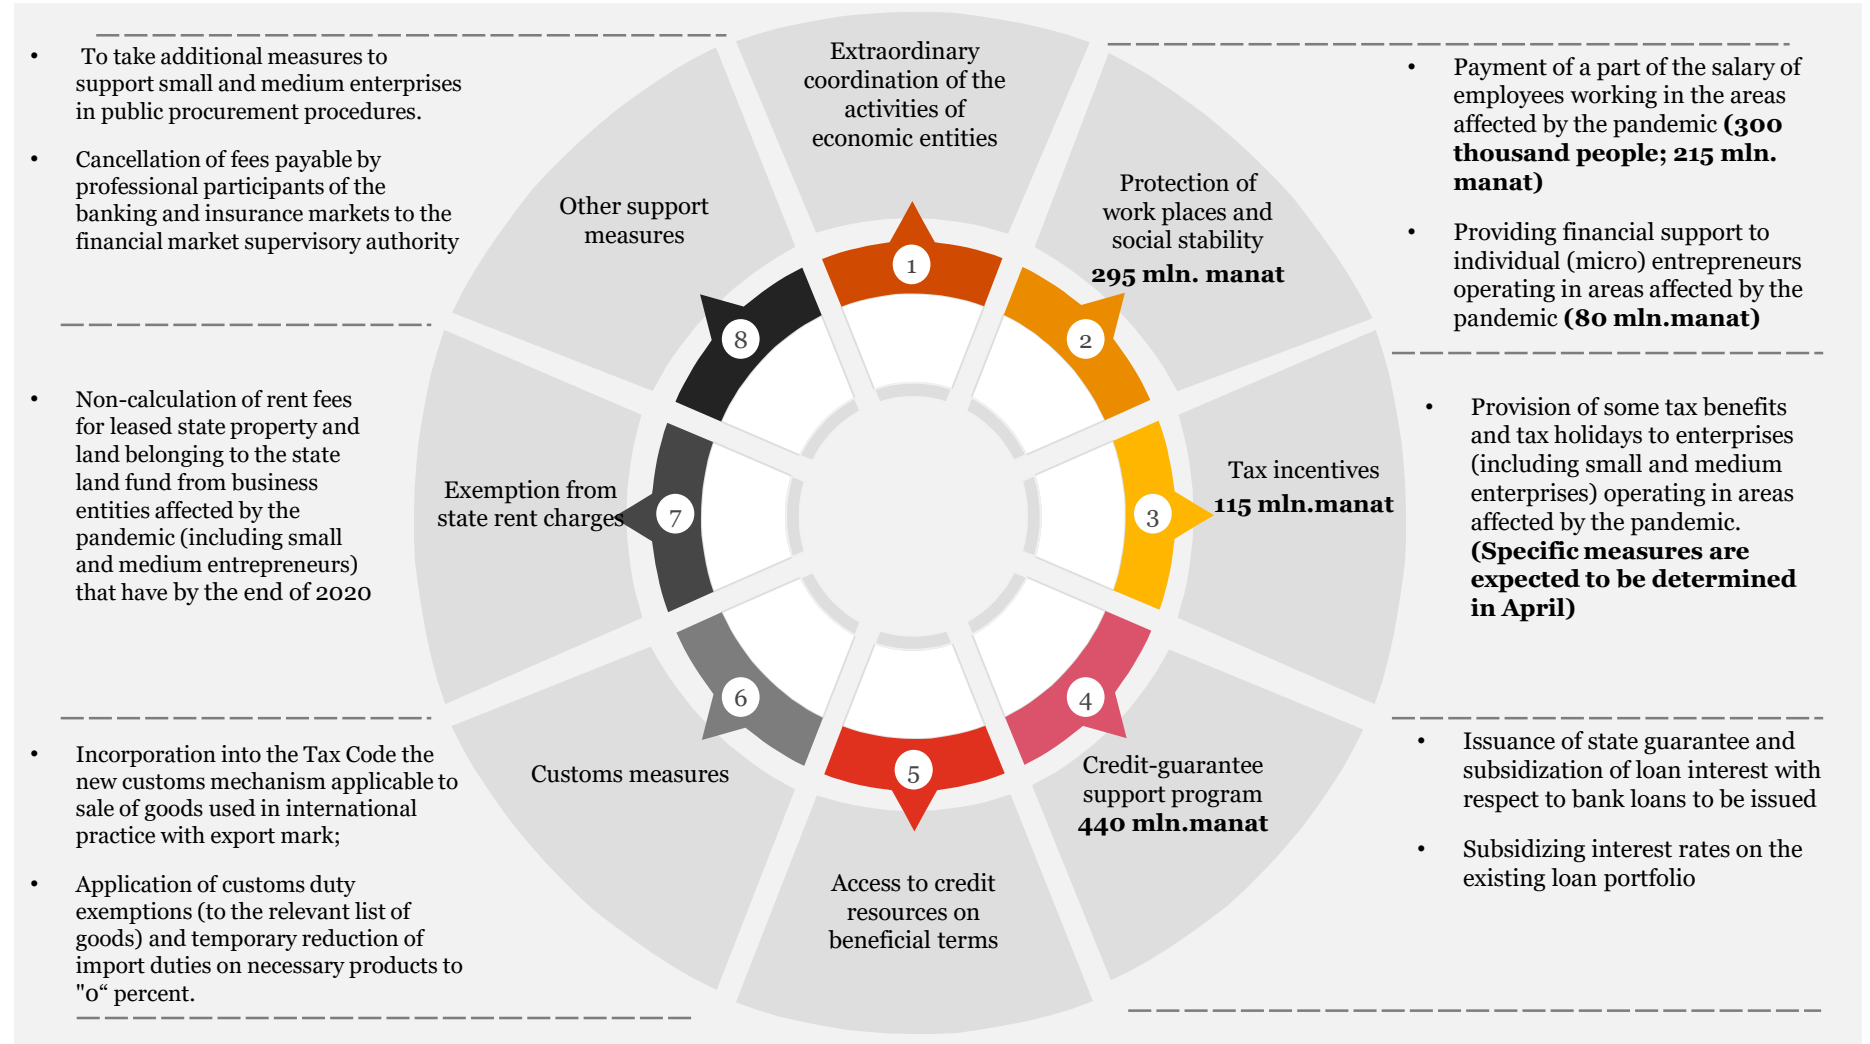 • To take additional measures to
support small and medium enterprises
in public procurement procedures.
• Cancellation of fees payable by
professional participants of the
banking and insurance markets to the
financial market supervisory authority
• Non-calculation of rent fees
for leased state property and
land belonging to the state
land fund from business
entities affected by the
pandemic (including small
and medium entrepreneurs)
that have by the end of 2020
• Incorporation into the Tax Code the
new customs mechanism applicable to
sale of goods used in international
practice with export mark;
• Application of customs duty
exemptions (to the relevant list of
goods) and temporary reduction of
import duties on necessary products to
"0“ percent.
Extraordinary
coordination of the
activities of
economic entities
1
Protection of
work places and
social stability
295 mln. manat
2
Tax incentives
115 mln.manat
3
Credit-guarantee
support program
440 mln.manat
4
Access to credit
resources on
beneficial terms
5
Customs measures
6
Exemption from
state rent charges
7
Other support
measures
8
• Payment of a part of the salary of
employees working in the areas
affected by the pandemic (300
thousand people; 215 mln.
manat)
• Providing financial support to
individual (micro) entrepreneurs
operating in areas affected by the
pandemic (80 mln.manat)
• Provision of some tax benefits
and tax holidays to enterprises
(including small and medium
enterprises) operating in areas
affected by the pandemic.
(Specific measures are
expected to be determined
in April)
• Issuance of state guarantee and
subsidization of loan interest with
respect to bank loans to be issued
• Subsidizing interest rates on the
existing loan portfolio